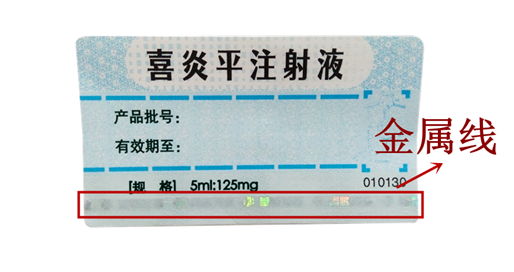 喜炎平注射液
产品批号:
有效期至:
金属线
[规 格] 5ml:125mg
010130